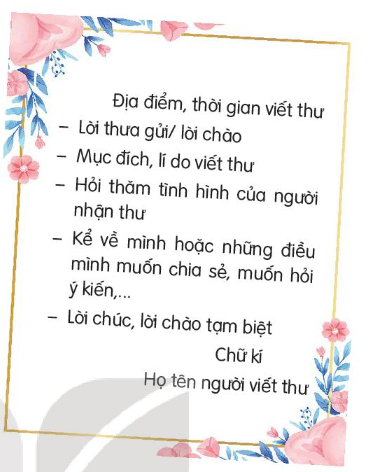 Địa điểm, thời gian viết thư
– Lời thưa gửi/ lời chào
– Mục đích, lí do viết thư
– Hỏi thăm tình hình của người
nhận thư
– Kể về mình hoặc những điều
mình muốn chia sẻ, muốn hỏi
ý kiến,...
– Lời chúc, lời chào tạm biệt
Chữ kí
Họ tên người viết thư